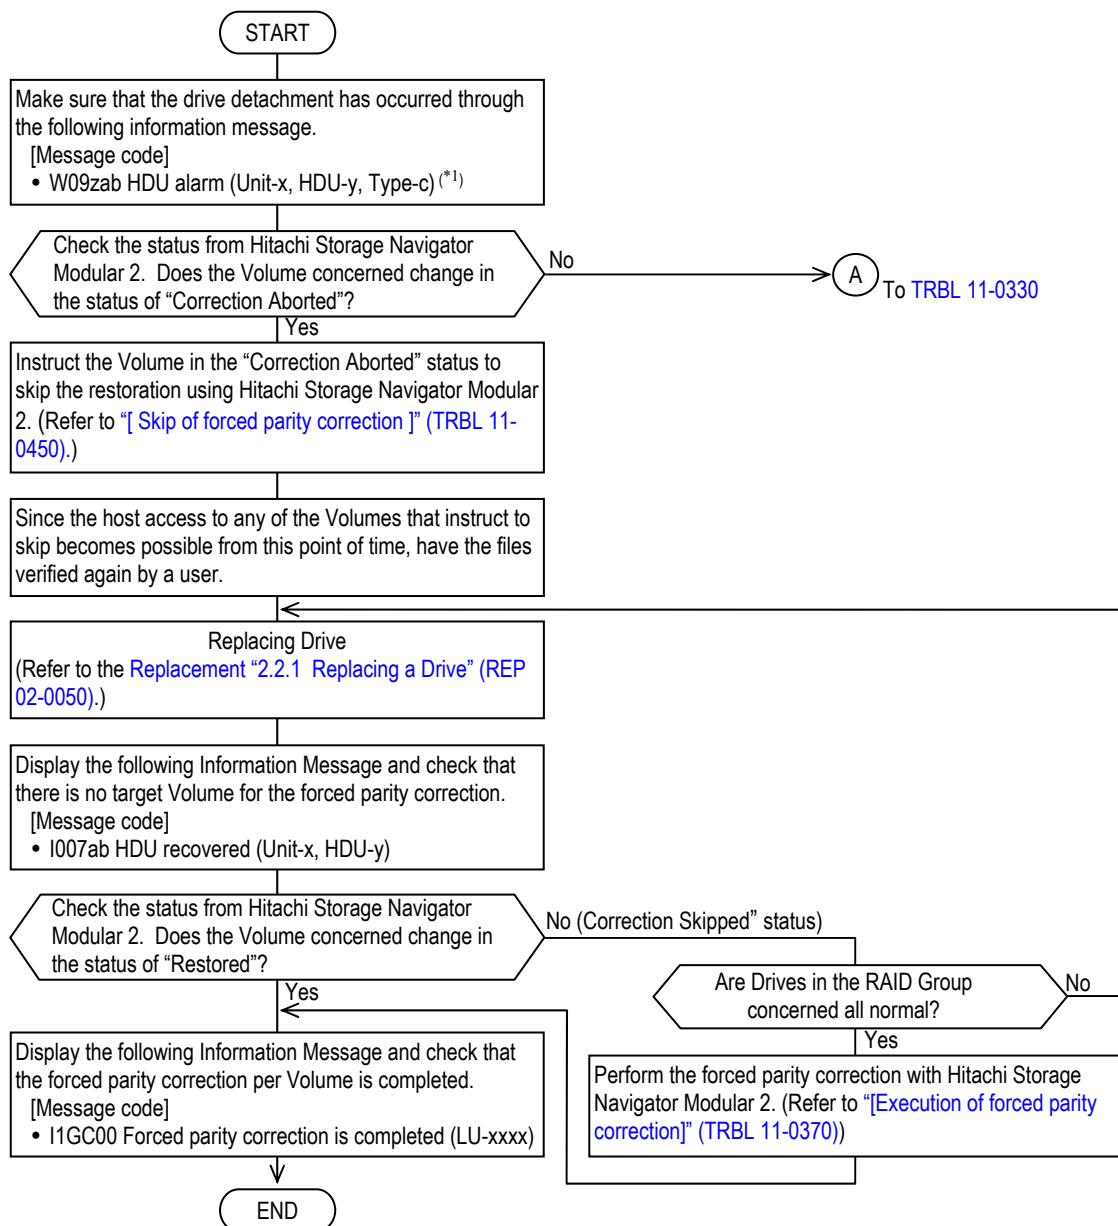 START
Make sure that the drive detachment has occurred through
the following information message.
[Message code]
• W09zab HDU alarm (Unit-x, HDU-y, Type-c) (*1)
Check the status from Hitachi Storage Navigator
Modular 2.  Does the Volume concerned change in
the status of “Correction Aborted”?
No
A
To TRBL 11-0330
Yes
Instruct the Volume in the “Correction Aborted” status to
skip the restoration using Hitachi Storage Navigator Modular
2. (Refer to “[ Skip of forced parity correction ]” (TRBL 11-
0450).)
Since the host access to any of the Volumes that instruct to
skip becomes possible from this point of time, have the files
verified again by a user.
Replacing Drive
(Refer to the Replacement “2.2.1  Replacing a Drive” (REP
02-0050).)
Display the following Information Message and check that
there is no target Volume for the forced parity correction.
[Message code]
• I007ab HDU recovered (Unit-x, HDU-y)
Check the status from Hitachi Storage Navigator
Modular 2.  Does the Volume concerned change in
the status of “Restored”?
No (Correction Skipped” status)
Are Drives in the RAID Group
concerned all normal?
No
Yes
Perform the forced parity correction with Hitachi Storage
Navigator Modular 2. (Refer to “[Execution of forced parity
correction]” (TRBL 11-0370))
Yes
Display the following Information Message and check that
the forced parity correction per Volume is completed.
[Message code]
• I1GC00 Forced parity correction is completed (LU-xxxx)
END